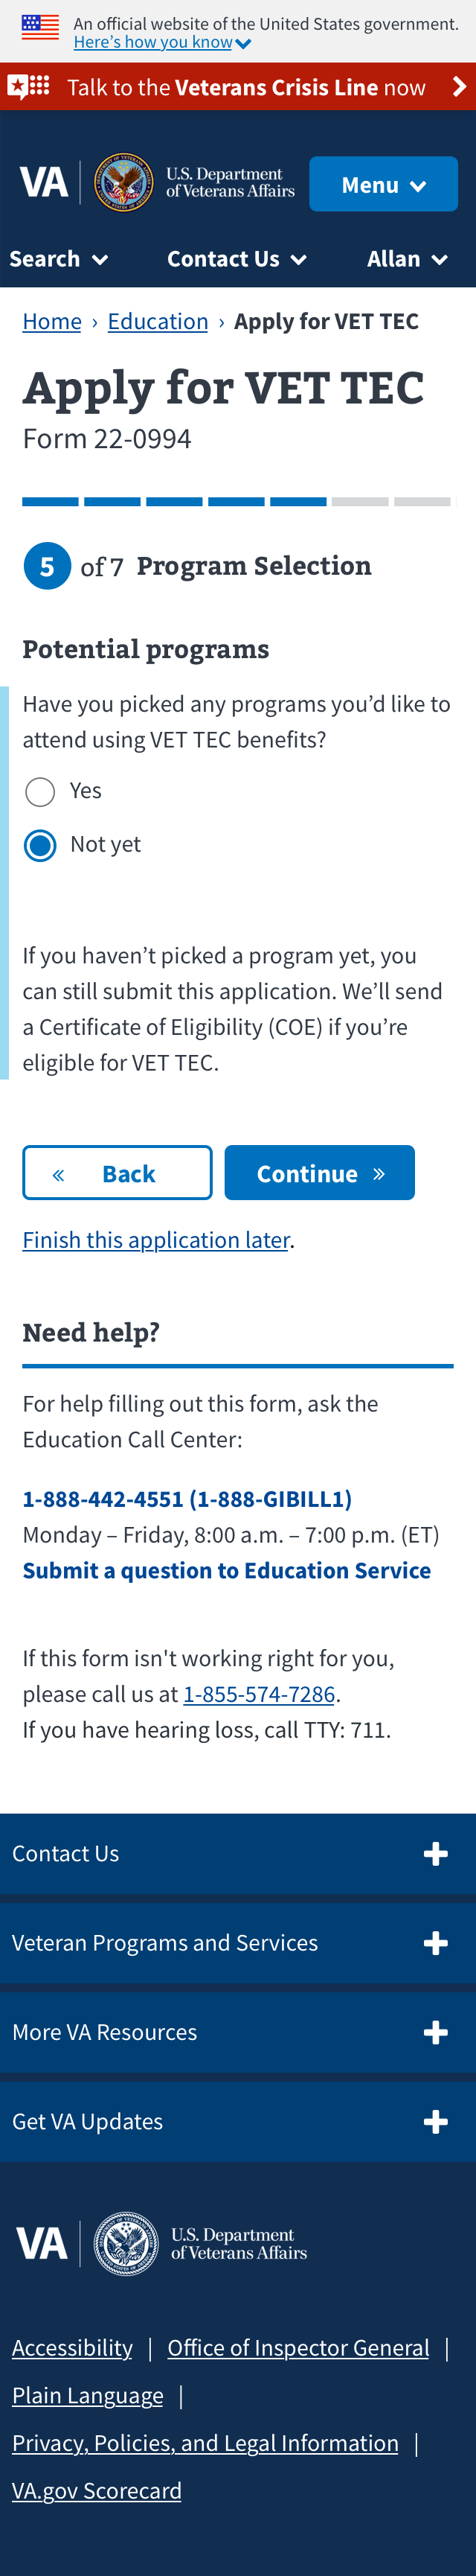 An official website of the United States government.
Here’s how you know
Talk to the Veterans Crisis Line now
VA
U.S. Department
of Veterans Affairs
Menu
Search
Contact Us
Allan
Home › Education › Apply for VET TEC
Apply for VET TEC
Form 22-0994
5 of 7 Program Selection
Potential programs
Have you picked any programs you’d like to
attend using VET TEC benefits?
Yes
Not yet
If you haven’t picked a program yet, you
can still submit this application. We’ll send
a Certificate of Eligibility (COE) if you’re
eligible for VET TEC.
« Back
Continue »
Finish this application later.
Need help?
For help filling out this form, ask the
Education Call Center:
1-888-442-4551 (1-888-GIBILL1)
Monday – Friday, 8:00 a.m. – 7:00 p.m. (ET)
Submit a question to Education Service
If this form isn't working right for you,
please call us at 1-855-574-7286.
If you have hearing loss, call TTY: 711.
Contact Us
Veteran Programs and Services
More VA Resources
Get VA Updates
VA
U.S. Department
of Veterans Affairs
Accessibility | Office of Inspector General |
Plain Language |
Privacy, Policies, and Legal Information |
VA.gov Scorecard